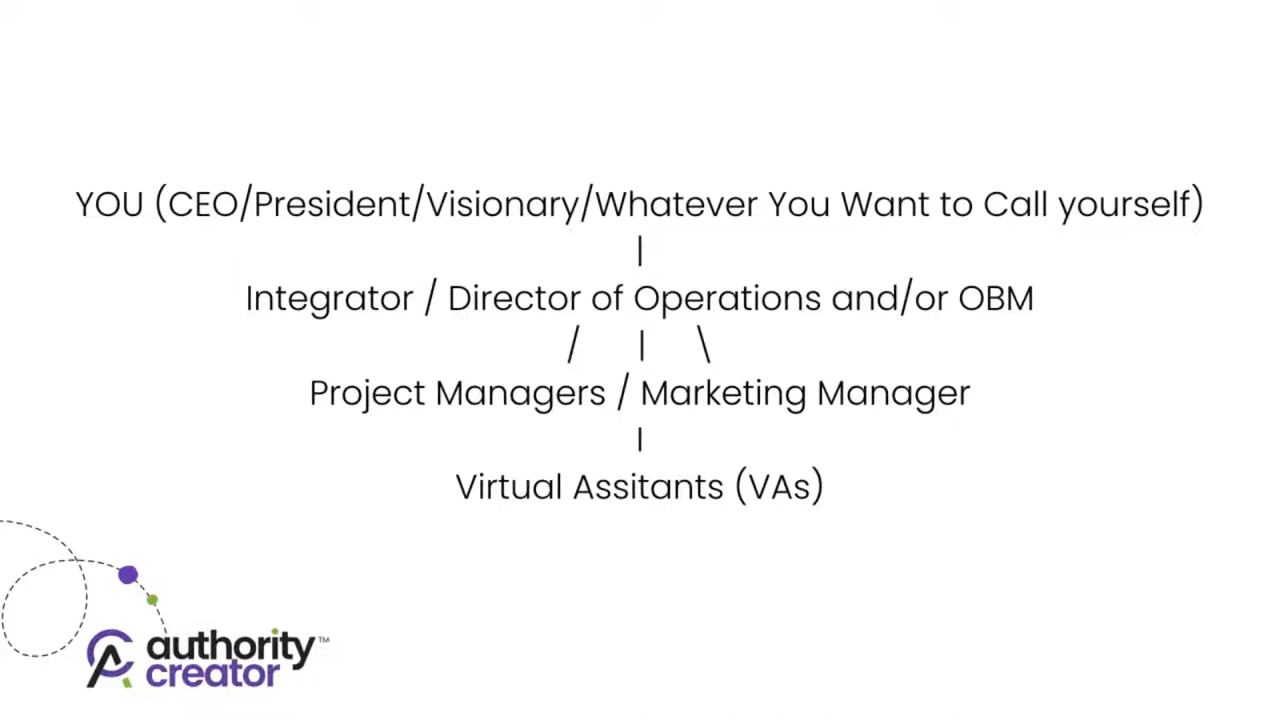 YOU (CEO/President/Visionary/Whatever You Want to Call yourself)
|
Integrator / Director of Operations and/or OBM
/ | \
Project Managers / Marketing Manager
|
Virtual Assitants (VAs)
authority™
creator